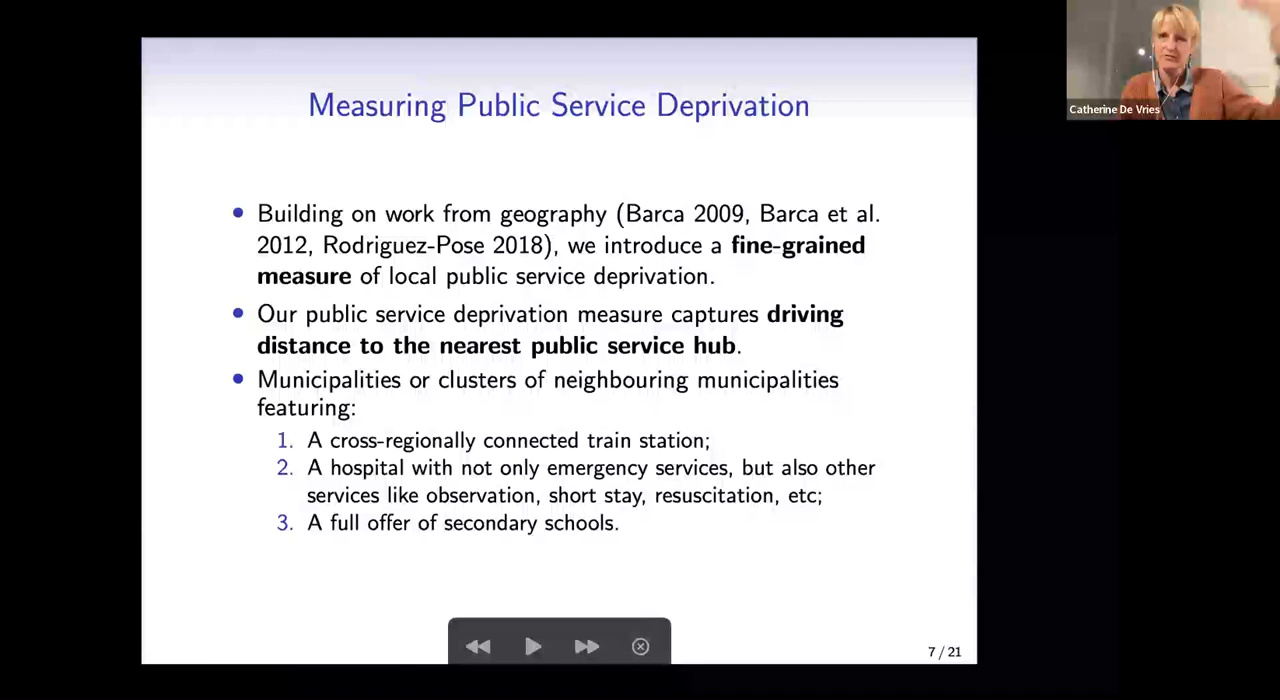 Measuring Public Service Deprivation
Catherine De Vries
• Building on work from geography (Barca 2009, Barca et al.
2012, Rodriguez-Pose 2018), we introduce a fine-grained
measure of local public service deprivation.
• Our public service deprivation measure captures driving
distance to the nearest public service hub.
• Municipalities or clusters of neighbouring municipalities
featuring:
1. A cross-regionally connected train station;
2. A hospital with not only emergency services, but also other
services like observation, short stay, resuscitation, etc;
3. A full offer of secondary schools.
7 / 21